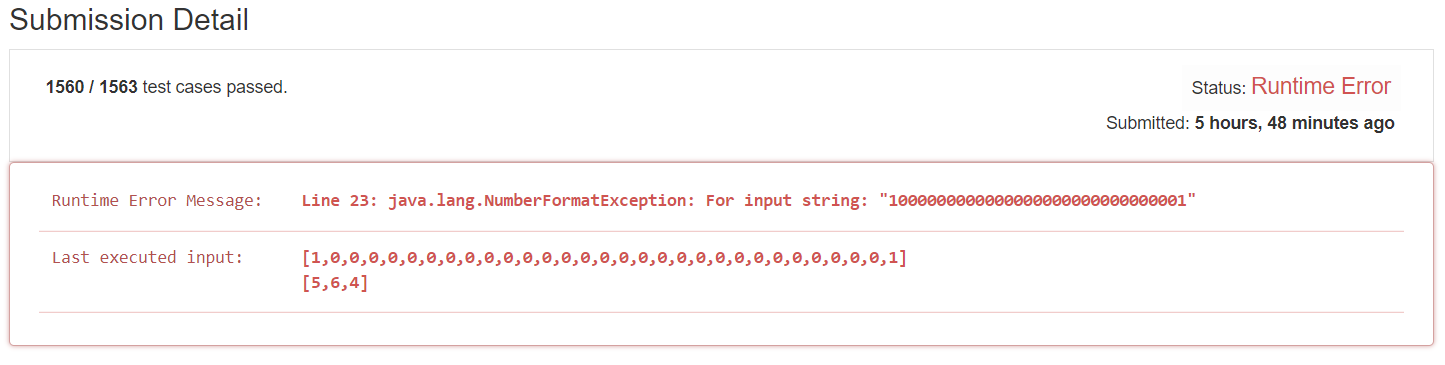 Submission Detail
1560 / 1563 test cases passed.
Status: Runtime Error
Submitted: 5 hours, 48 minutes ago
Runtime Error Message: Line 23: java.lang.NumberFormatException: For input string: "1000000000000000000000000000001"
Last executed input: [1,0,0,0,0,0,0,0,0,0,0,0,0,0,0,0,0,0,0,0,0,0,0,0,0,0,0,0,0,0,1]
[5,6,4]